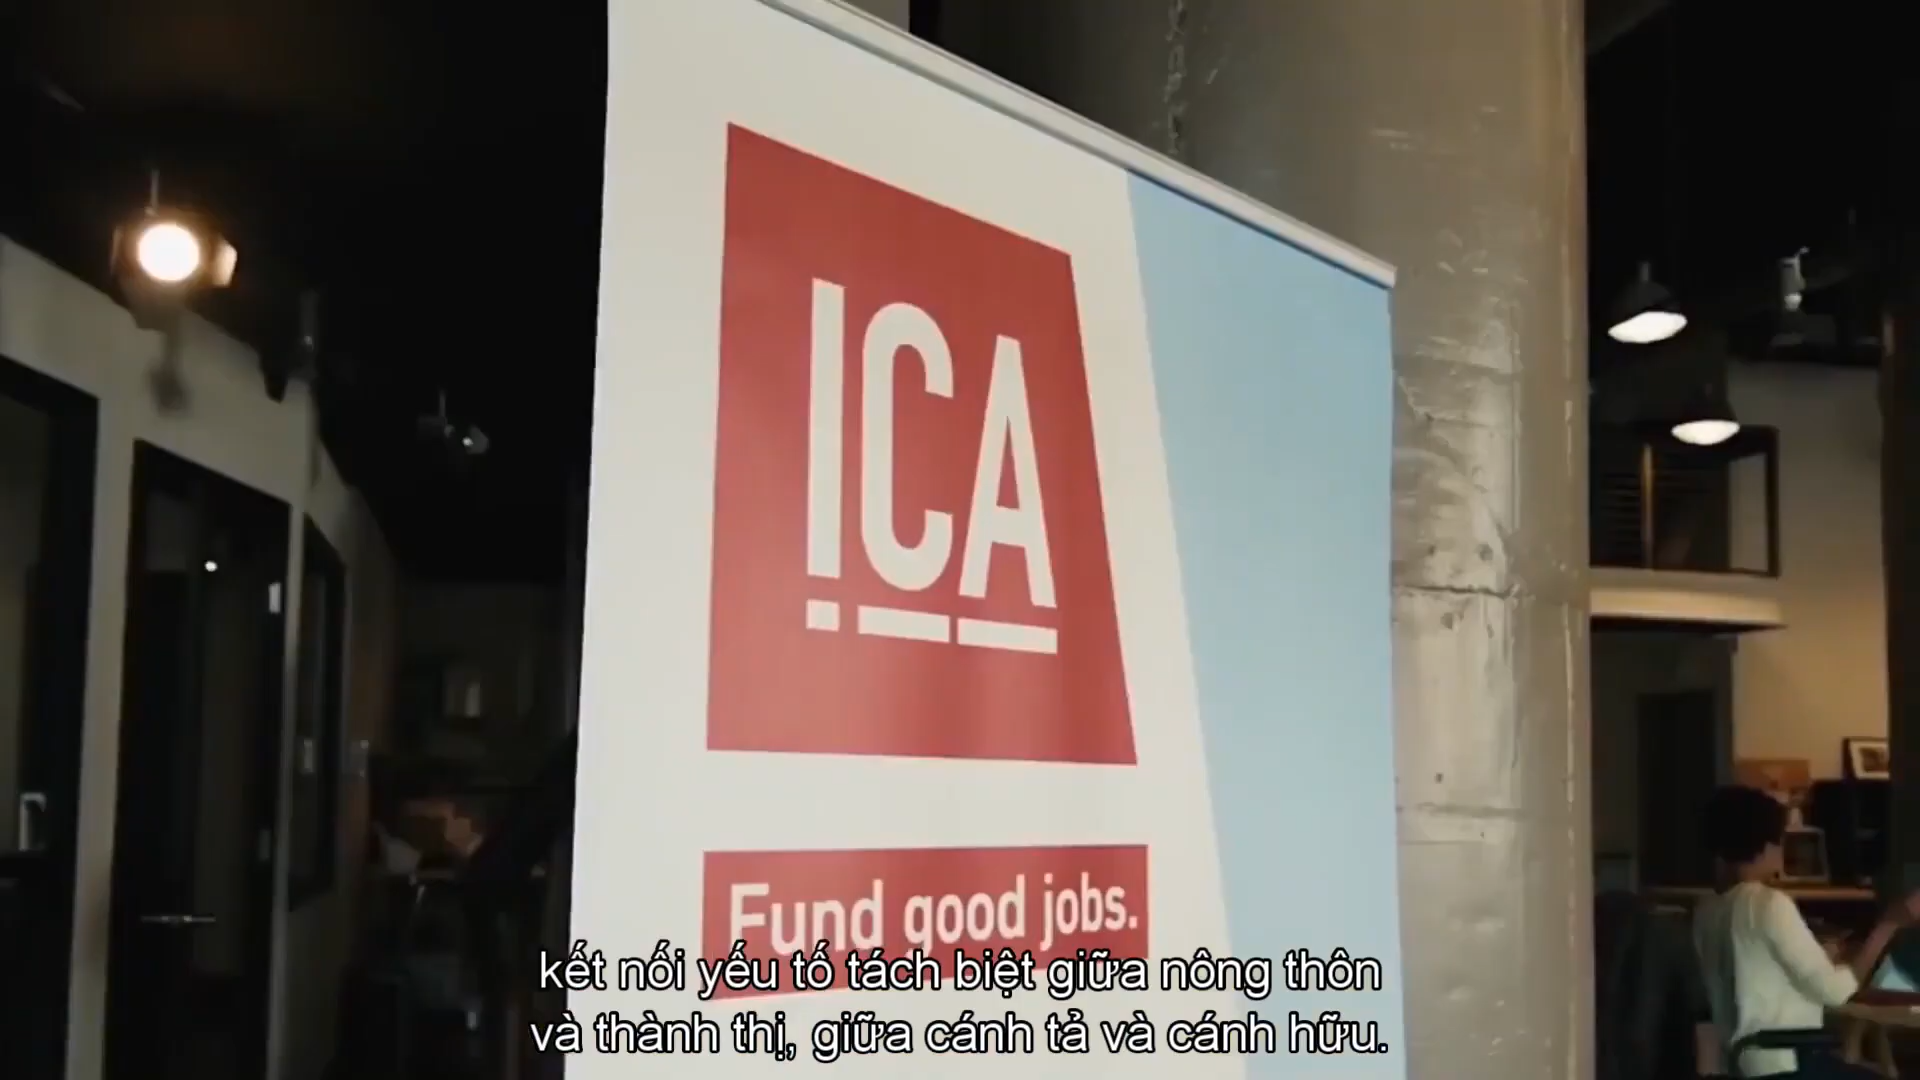 ICA
Fund good jobs.
kết nối yếu tố tách biệt giữa nông thôn
và thành thị, giữa cánh tả và cánh hữu.